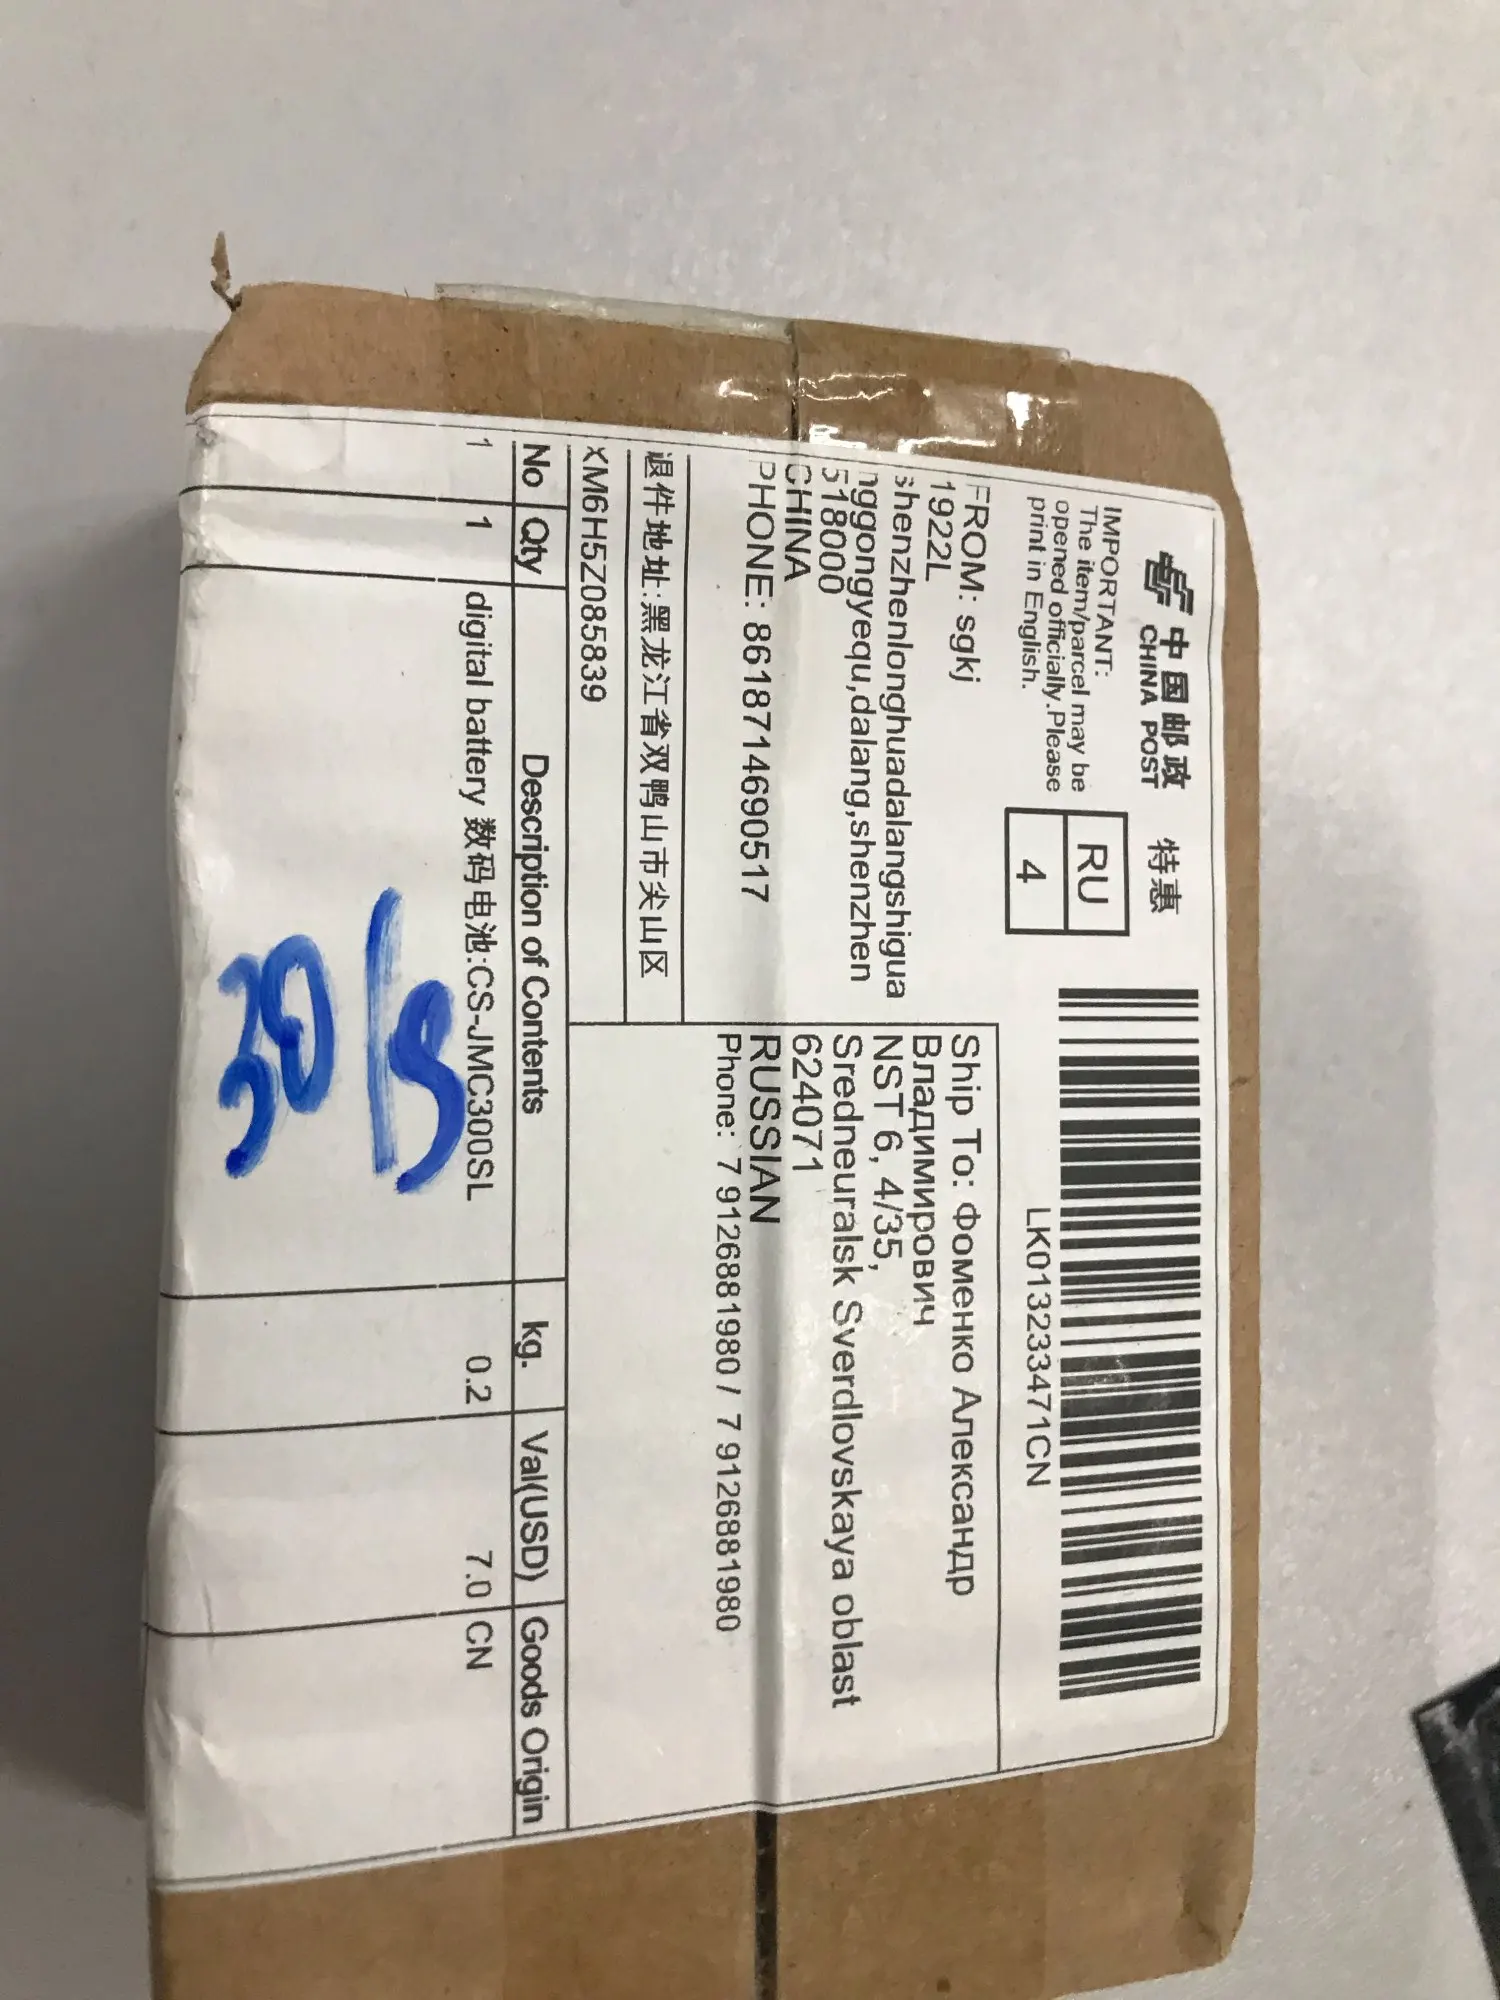 中国邮政 特惠
CHINA POST
IMPORTANT:
The item/parcel may be
opened officially.Please
print in English.
RU
4
LK013233471CN
FROM: sgkj
1922L
shenzhenlonghuadalangshigua
nggongyequ,dalang,shenzhen
518000
CHINA
PHONE: 8618714690517
退件地址:黑龙江省双鸭山市尖山区
XM6H5Z085839
Ship To: Фоменко Александр
Владимирович
NST 6, 4/35,
Sredneuralsk Sverdlovskaya oblast
624071
RUSSIAN
Phone: 7 9126881980 / 7 9126881980
No Qty Description of Contents kg. Val(USD) Goods Origin
1 1 digital battery 数码电池:CS-JMC300SL 0.2 7.0 CN